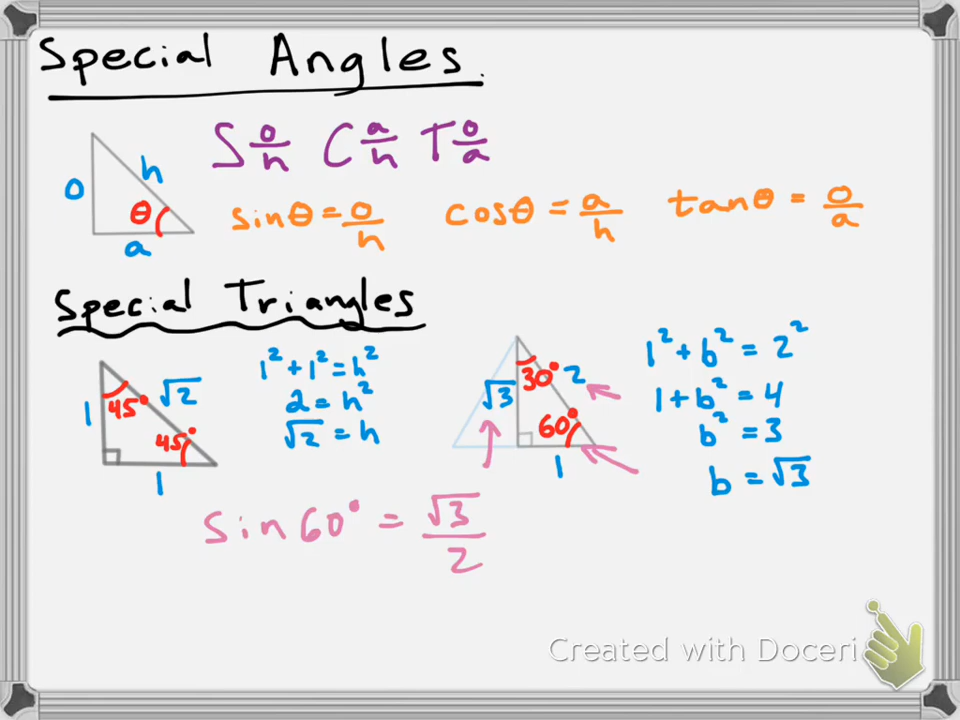 Special Angles.
S o/h C a/h T o/a
o
h
θ
a
sinθ = o/h cosθ = a/h tanθ = o/a
Special Triangles
1
45°
√2
45°
1
1² + 1² = h²
2 = h²
√2 = h
√3
30°
2
60°
1
1² + b² = 2²
1 + b² = 4
b² = 3
b = √3
sin 60° = √3/2
Created with Doceri